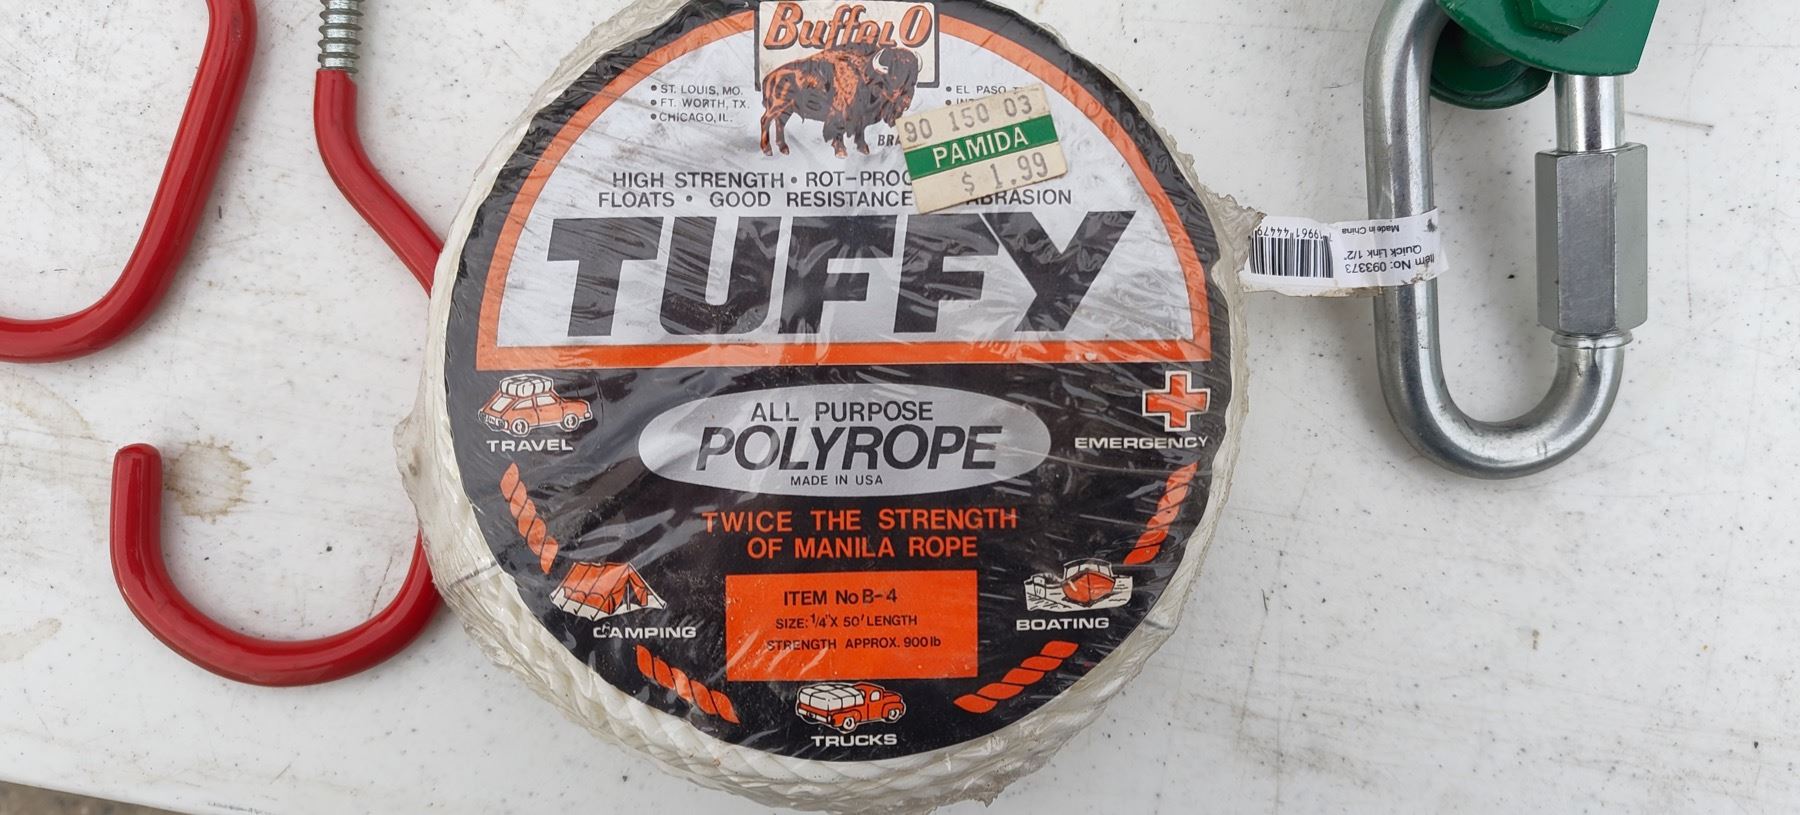 Buffalo
• ST. LOUIS, MO.
• FT. WORTH, TX.
• CHICAGO, IL.
• EL PASO
90 150 03
PAMIDA
$ 1.99
HIGH STRENGTH • ROT-PROO
FLOATS • GOOD RESISTANCE ABRASION
TUFFY
ALL PURPOSE
POLYROPE
MADE IN USA
TRAVEL
EMERGENCY
TWICE THE STRENGTH
OF MANILA ROPE
ITEM No B-4
SIZE: 1/4" X 50' LENGTH
STRENGTH APPROX. 900 lb
CAMPING
BOATING
TRUCKS
Item No: 093373
Quick Link 1/2"
Made in China